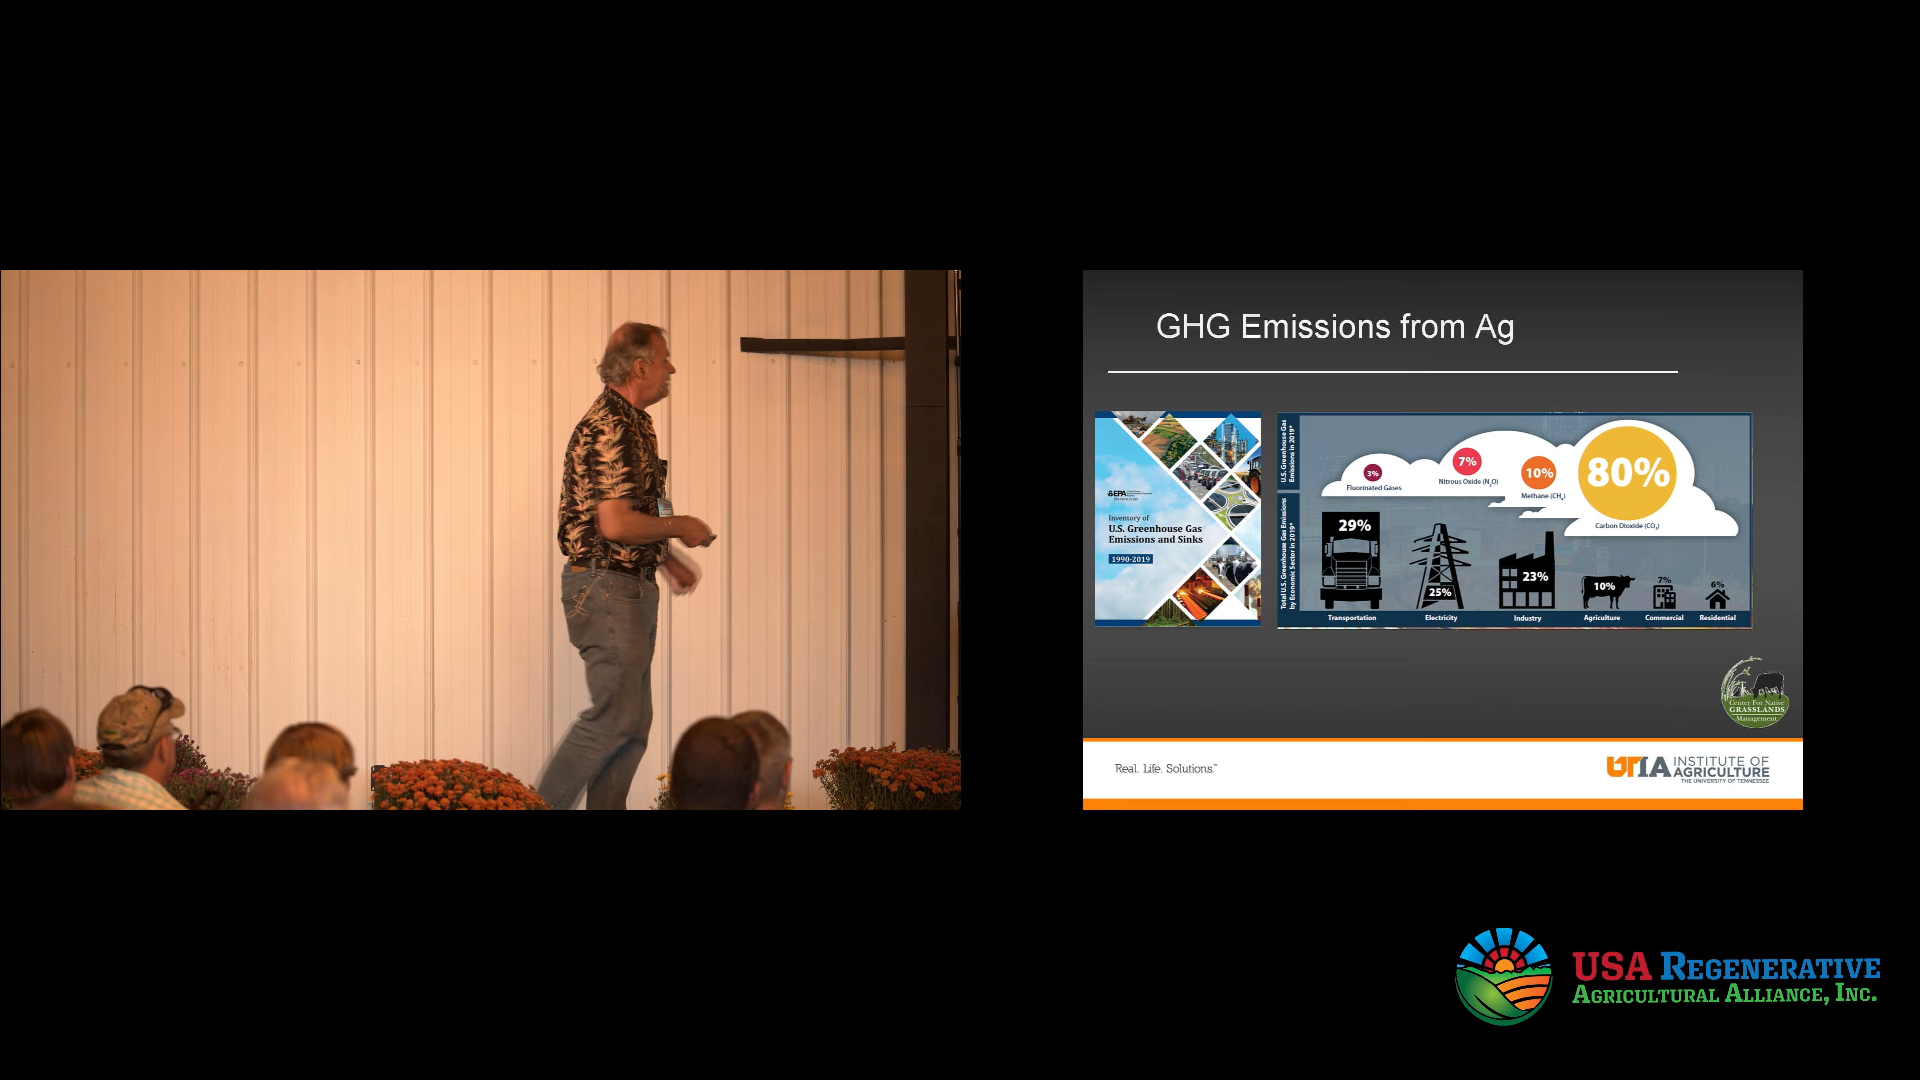 GHG Emissions from Ag
EPA
Inventory of
U.S. Greenhouse Gas
Emissions and Sinks
1990-2019
U.S. Greenhouse Gas
Emissions in 2019*
3%
Fluorinated Gases
7%
Nitrous Oxide (N₂O)
10%
Methane (CH₄)
80%
Carbon Dioxide (CO₂)
Total U.S. Greenhouse Gas Emissions
by Economic Sector in 2019*
29%
25%
23%
10%
7%
6%
Transportation
Electricity
Industry
Agriculture
Commercial
Residential
Center For Native
GRASSLANDS
Management
Real. Life. Solutions.™
UTIA INSTITUTE OF
AGRICULTURE
THE UNIVERSITY OF TENNESSEE
USA REGENERATIVE
AGRICULTURAL ALLIANCE, INC.